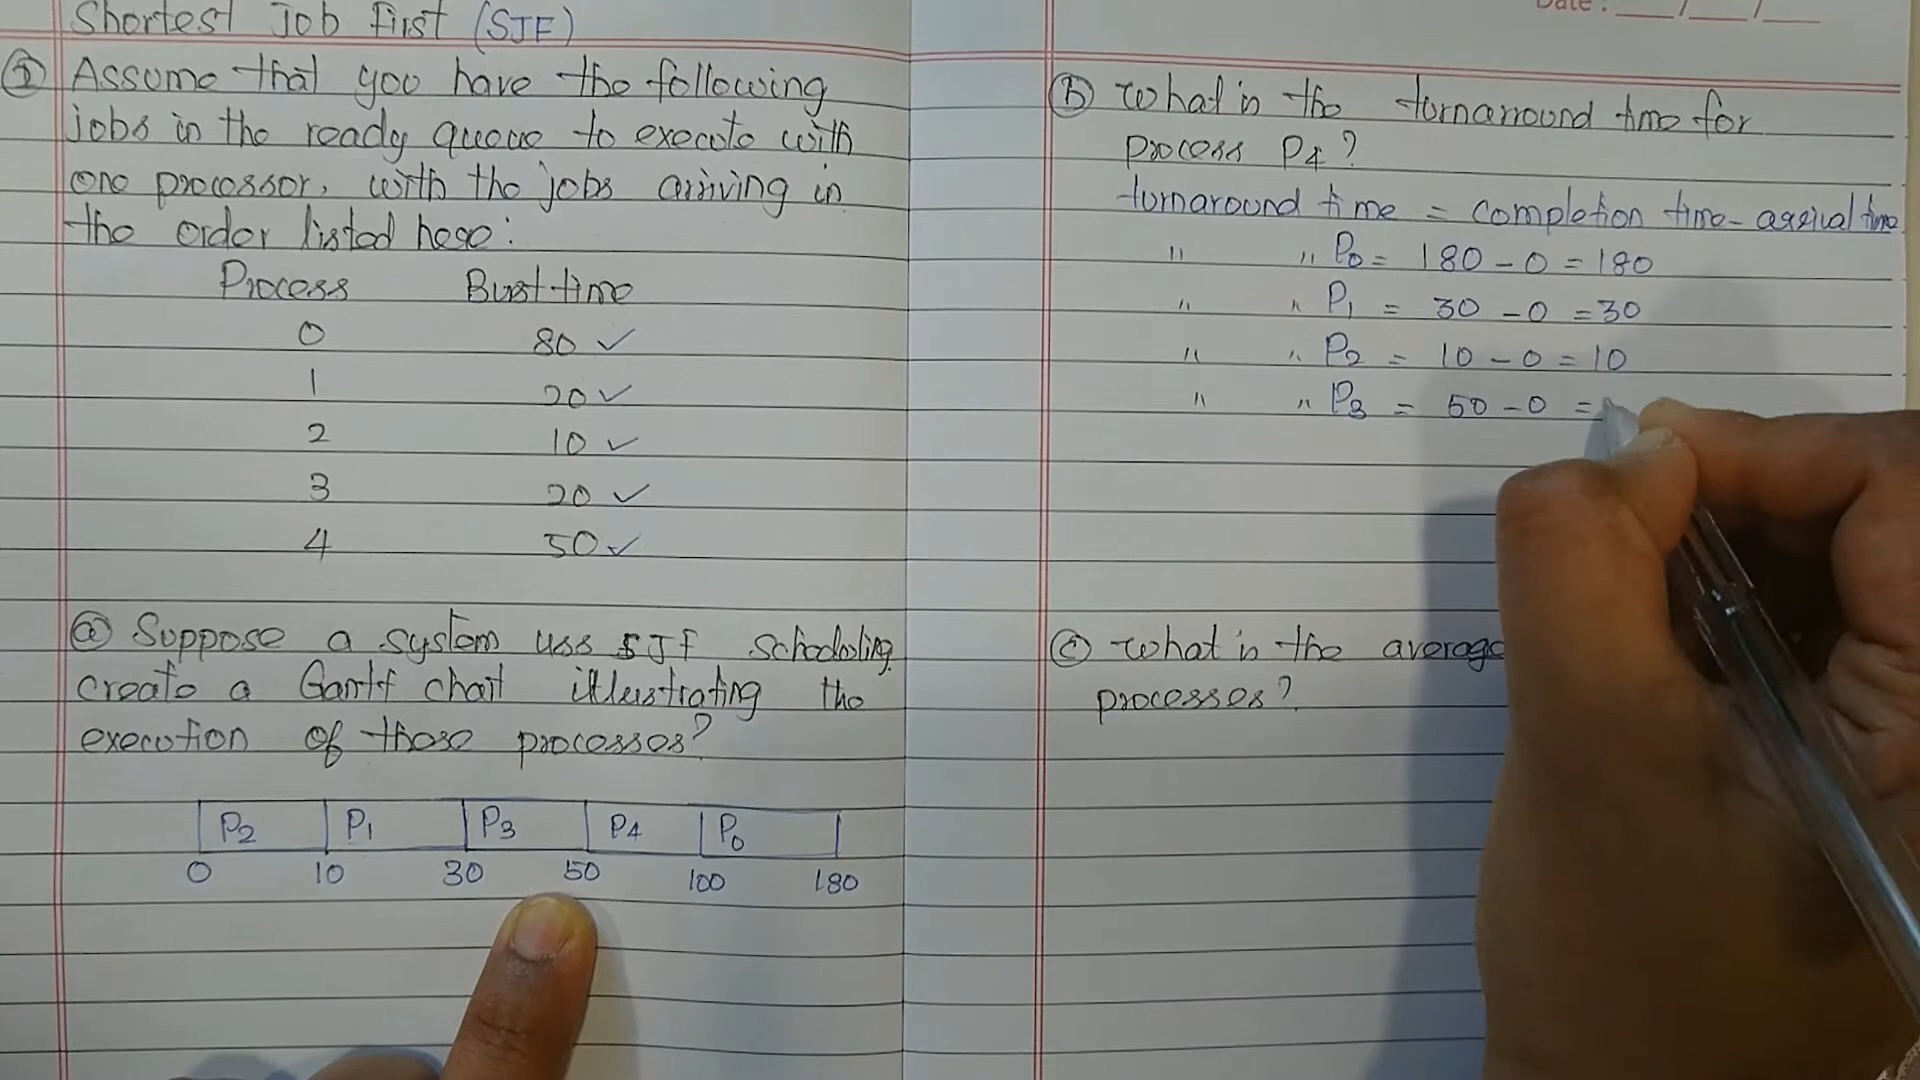 Shortest Job First (SJF)
① Assume that you have the following
jobs in the ready queue to execute with
one processor, with the jobs arriving in
the order listed here:
Process Burst time
0 80 ✓
1 20 ✓
2 10 ✓
3 20 ✓
4 50 ✓
ⓐ Suppose a system uses SJF scheduling
create a Gantt chart illustrating the
execution of those processes?
P2 P1 P3 P4 P0
0 10 30 50 100 180
Date : __/__/__
ⓑ What is the turnarround time for
process P4?
turnaround time = completion time - arrival time
" " P0 = 180 - 0 = 180
" " P1 = 30 - 0 = 30
" " P2 = 10 - 0 = 10
" " P3 = 50 - 0 =
ⓒ What is the average
processes?